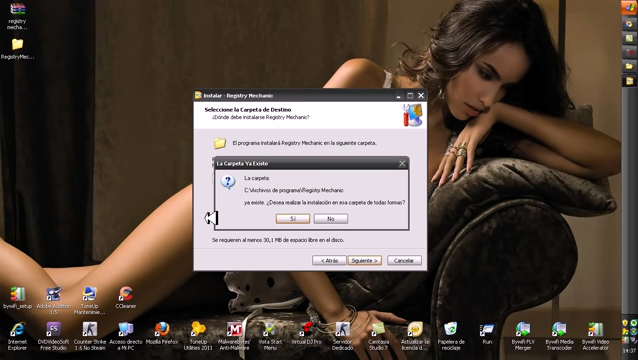 registry
mecha...
RegistryMec...
Instalar - Registry Mechanic
Seleccione la Carpeta de Destino
¿Dónde debe instalarse Registry Mechanic?
El programa instalará Registry Mechanic en la siguiente carpeta.
La Carpeta Ya Existe
La carpeta:
C:\Archivos de programa\Registry Mechanic
ya existe. ¿Desea realizar la instalación en esa carpeta de todas formas?
Sí
No
Se requieren al menos 30,1 MB de espacio libre en el disco.
< Atrás
Siguiente >
Cancelar
bywifi_setup
Adobe Audition
1.5
TuneUp
Mantenimie...
CCleaner
Internet
Explorer
DVDVideoSoft
Free Studio
Counter Strike
1.6 No Steam
Acceso directo
a Mi PC
Mozilla Firefox
TuneUp
Utilities 2011
Malwarebytes'
Anti-Malware
Vista Start
Menu
Virtual DJ Pro
Servidor
Dedicado
Camtasia
Studio 7
Actualizar la
licencia d...
Papelera de
reciclaje
Run
Bywifi FLV
Merger
Bywifi Media
Transcoder
Bywifi Video
Accelerator
14:37